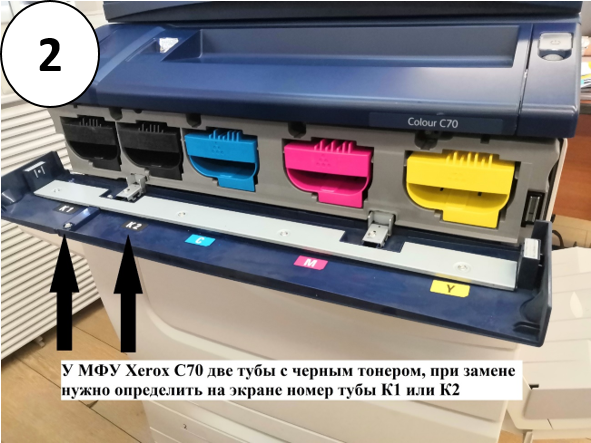 2
Colour C70
K1
K2
C
M
Y
У МФУ Xerox C70 две тубы с черным тонером, при замене
нужно определить на экране номер тубы К1 или К2